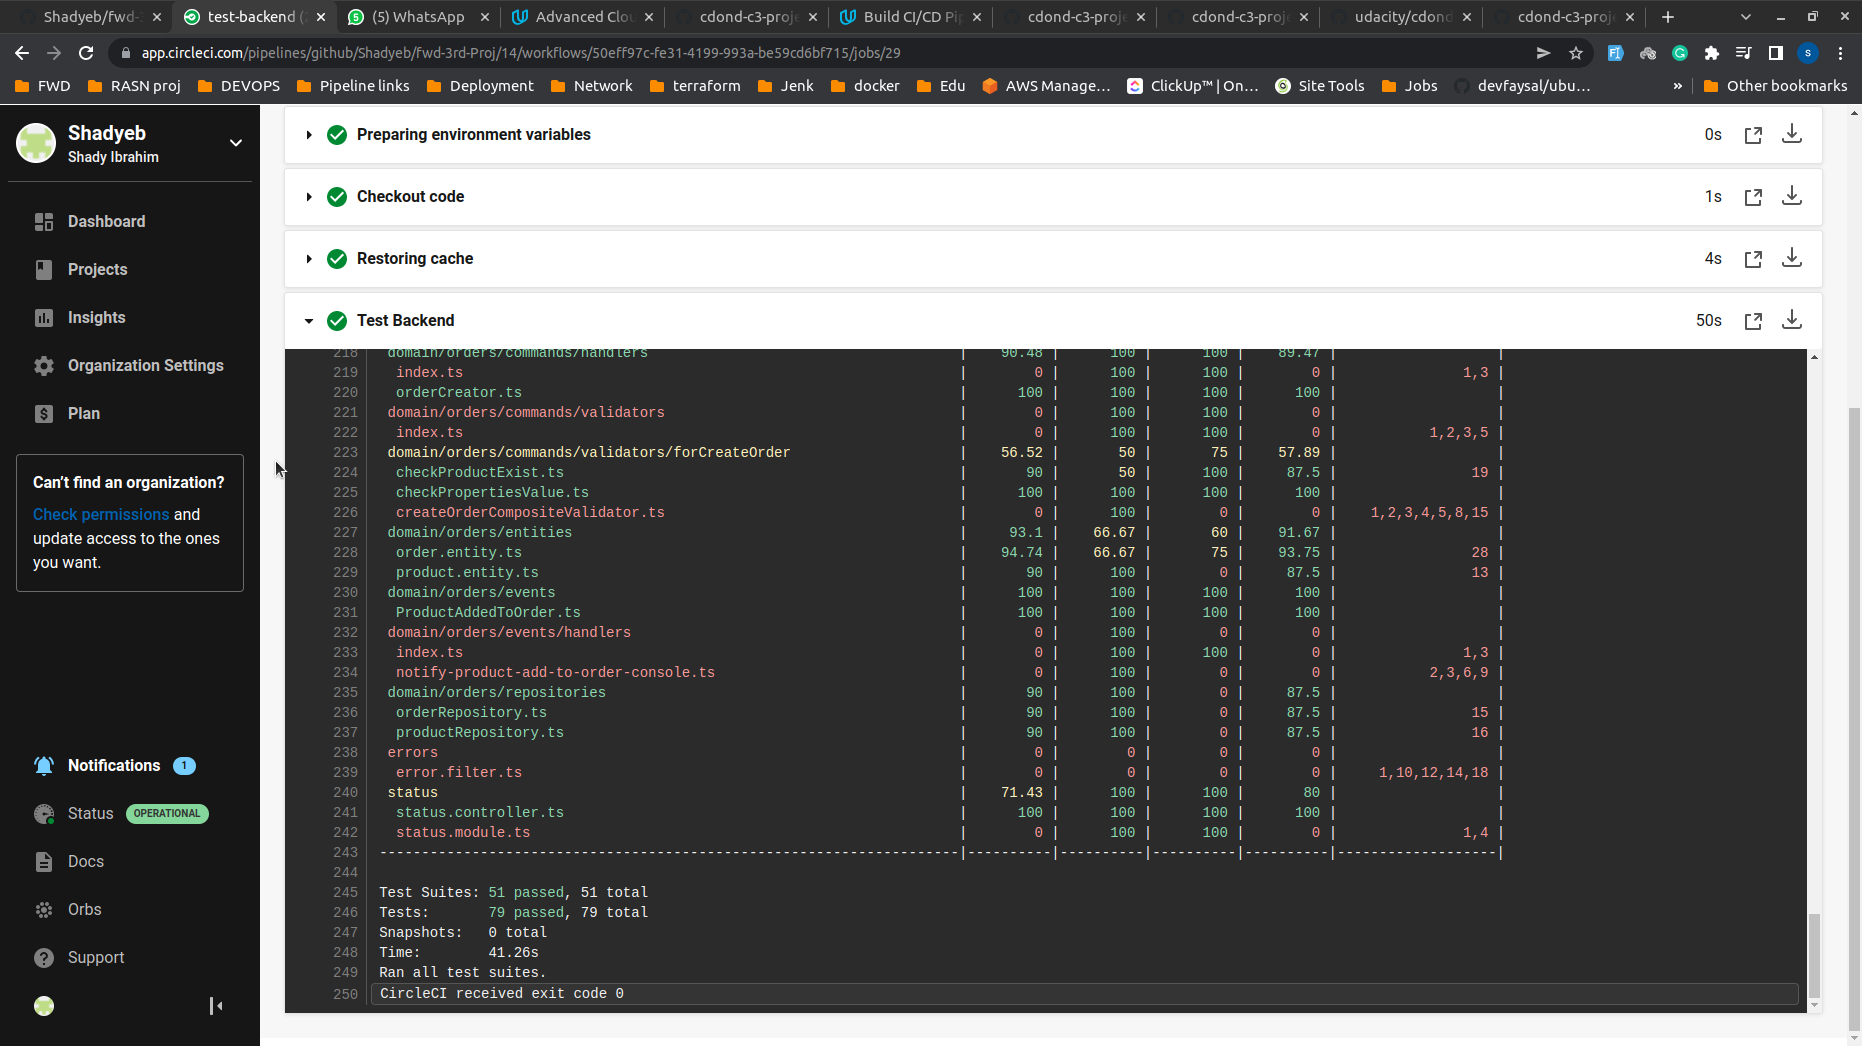 Shadyeb/fwd-3
test-backend (
(5) WhatsApp
Advanced Clou
cdond-c3-proj
Build CI/CD Pip
cdond-c3-proj
cdond-c3-proj
udacity/cdond
cdond-c3-proj
app.circleci.com/pipelines/github/Shadyeb/fwd-3rd-Proj/14/workflows/50eff97c-fe31-4199-993a-be59cd6bf715/jobs/29
FWD RASN proj DEVOPS Pipeline links Deployment Network terraform Jenk docker Edu AWS Manage... ClickUp™ | On... Site Tools Jobs devfaysal/ubu... » Other bookmarks
Shadyeb
Shady Ibrahim
Dashboard
Projects
Insights
Organization Settings
Plan
Can't find an organization?
Check permissions and
update access to the ones
you want.
Notifications 1
Status OPERATIONAL
Docs
Orbs
Support
Preparing environment variables 0s
Checkout code 1s
Restoring cache 4s
Test Backend 50s
218 domain/orders/commands/handlers | 90.48 | 100 | 100 | 89.47 | |
219 index.ts | 0 | 100 | 100 | 0 | 1,3 |
220 orderCreator.ts | 100 | 100 | 100 | 100 | |
221 domain/orders/commands/validators | 0 | 100 | 100 | 0 | |
222 index.ts | 0 | 100 | 100 | 0 | 1,2,3,5 |
223 domain/orders/commands/validators/forCreateOrder | 56.52 | 50 | 75 | 57.89 | |
224 checkProductExist.ts | 90 | 50 | 100 | 87.5 | 19 |
225 checkPropertiesValue.ts | 100 | 100 | 100 | 100 | |
226 createOrderCompositeValidator.ts | 0 | 100 | 0 | 0 | 1,2,3,4,5,8,15 |
227 domain/orders/entities | 93.1 | 66.67 | 60 | 91.67 | |
228 order.entity.ts | 94.74 | 66.67 | 75 | 93.75 | 28 |
229 product.entity.ts | 90 | 100 | 0 | 87.5 | 13 |
230 domain/orders/events | 100 | 100 | 100 | 100 | |
231 ProductAddedToOrder.ts | 100 | 100 | 100 | 100 | |
232 domain/orders/events/handlers | 0 | 100 | 0 | 0 | |
233 index.ts | 0 | 100 | 100 | 0 | 1,3 |
234 notify-product-add-to-order-console.ts | 0 | 100 | 0 | 0 | 2,3,6,9 |
235 domain/orders/repositories | 90 | 100 | 0 | 87.5 | |
236 orderRepository.ts | 90 | 100 | 0 | 87.5 | 15 |
237 productRepository.ts | 90 | 100 | 0 | 87.5 | 16 |
238 errors | 0 | 0 | 0 | 0 | |
239 error.filter.ts | 0 | 0 | 0 | 0 | 1,10,12,14,18 |
240 status | 71.43 | 100 | 100 | 80 | |
241 status.controller.ts | 100 | 100 | 100 | 100 | |
242 status.module.ts | 0 | 100 | 100 | 0 | 1,4 |
243 ---------------------------------------------------------------------|----------|----------|----------|----------|-------------------|
244
245 Test Suites: 51 passed, 51 total
246 Tests: 79 passed, 79 total
247 Snapshots: 0 total
248 Time: 41.26s
249 Ran all test suites.
250 CircleCI received exit code 0